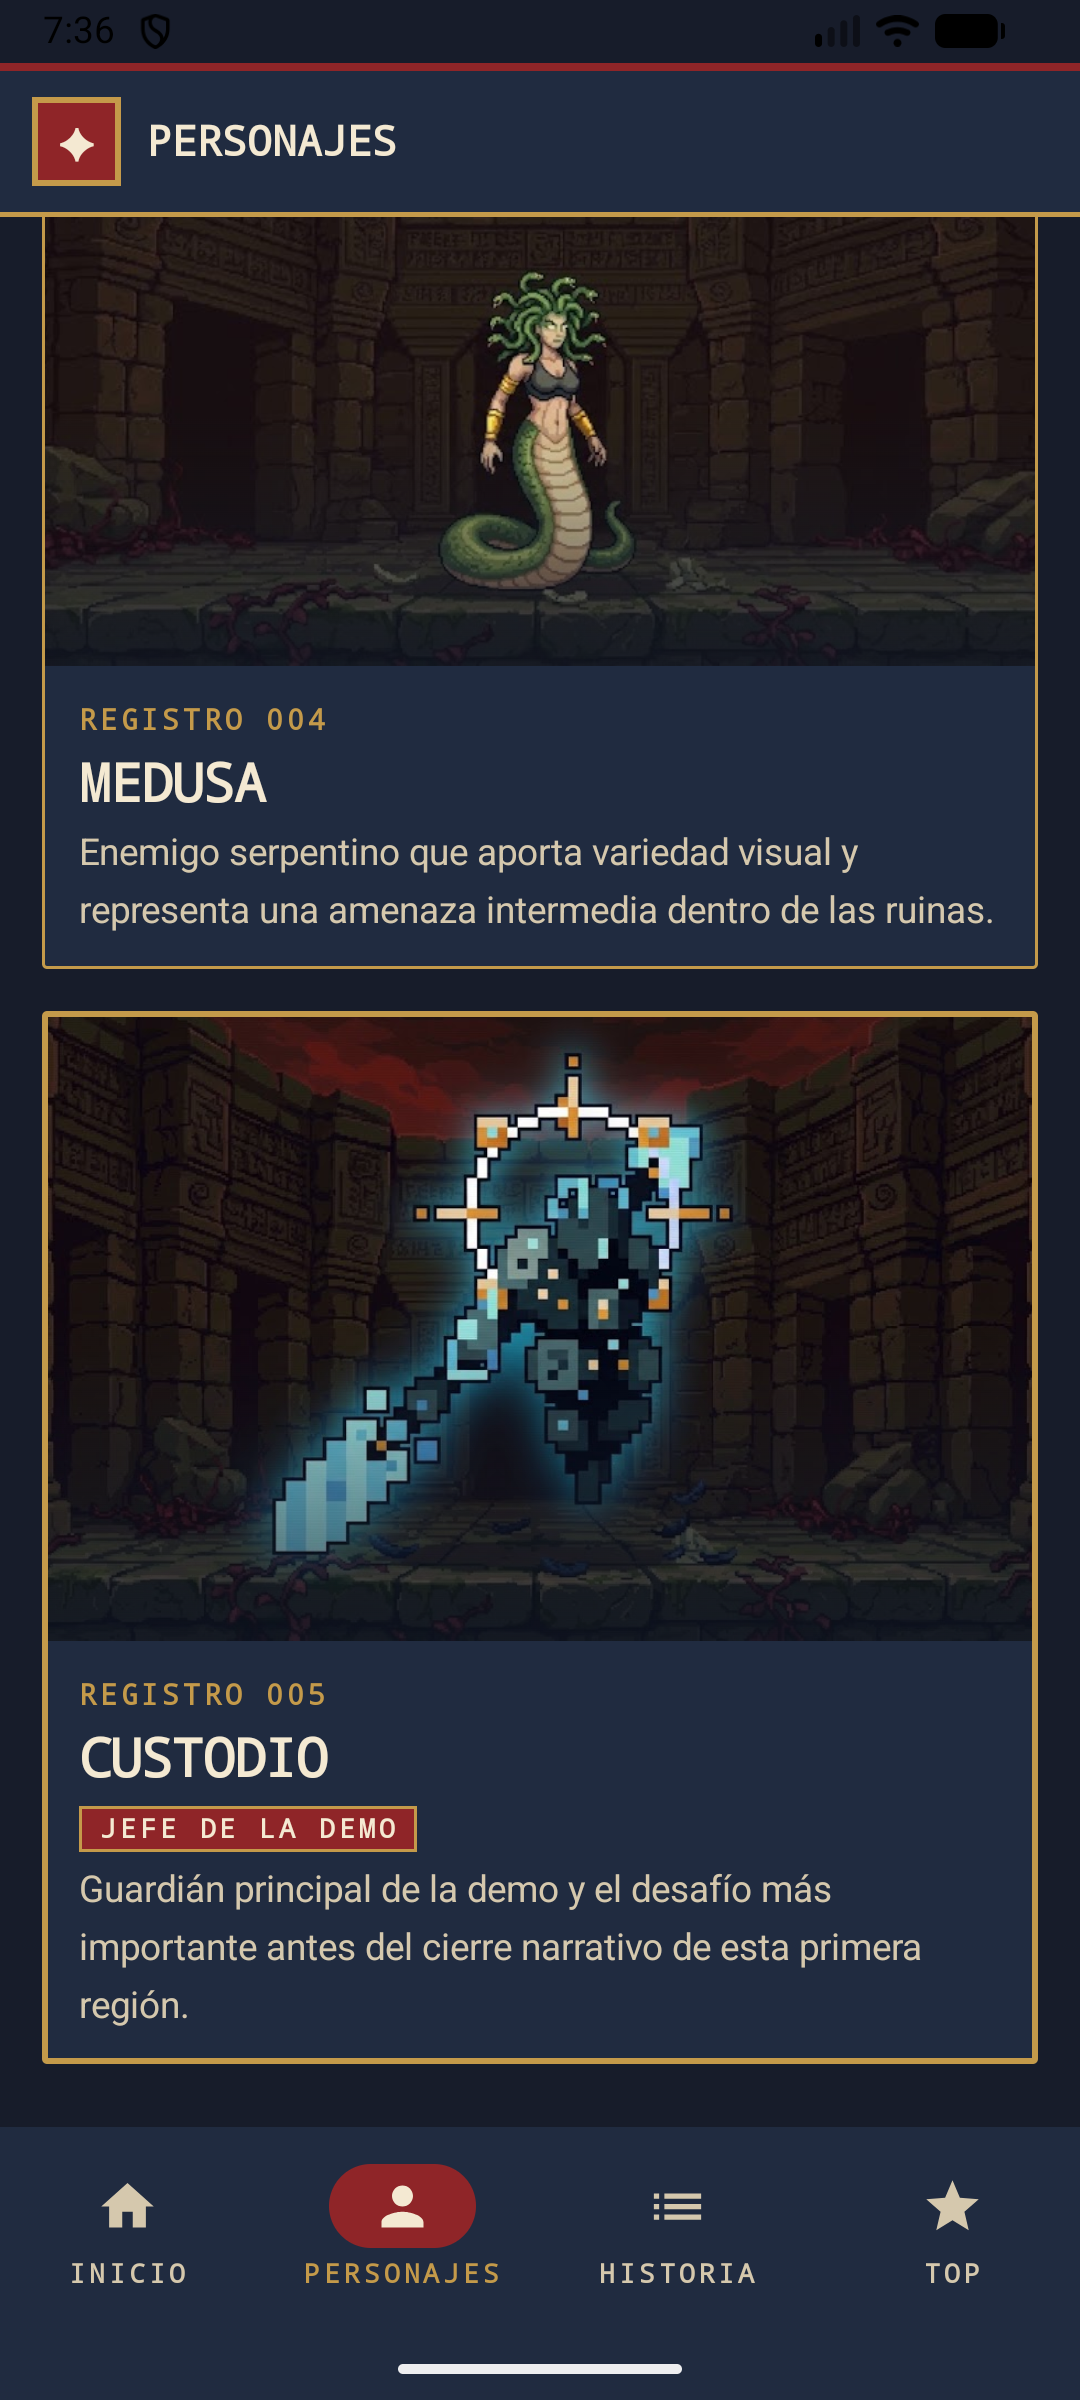 7:36
PERSONAJES
REGISTRO 004
MEDUSA
Enemigo serpentino que aporta variedad visual y
representa una amenaza intermedia dentro de las ruinas.
REGISTRO 005
CUSTODIO
JEFE DE LA DEMO
Guardián principal de la demo y el desafío más
importante antes del cierre narrativo de esta primera
región.
INICIO
PERSONAJES
HISTORIA
TOP